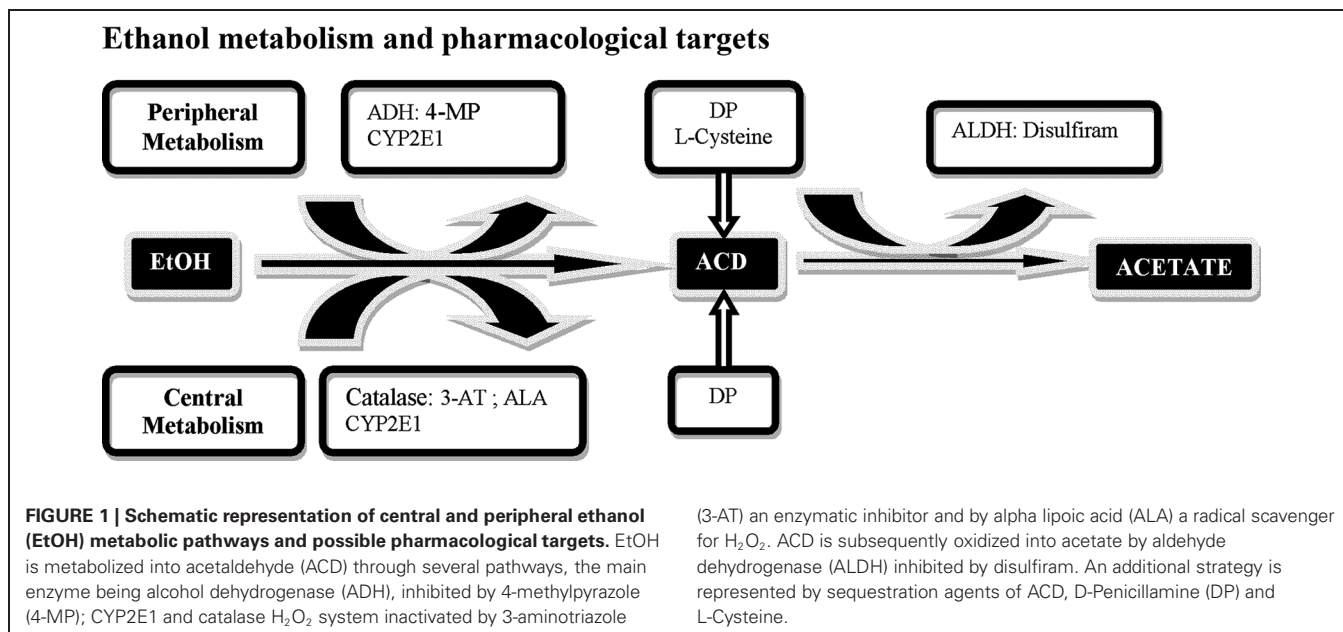 Ethanol metabolism and pharmacological targets
Peripheral
Metabolism
ADH: 4-MP
CYP2E1
DP
L-Cysteine
ALDH: Disulfiram
EtOH
ACD
ACETATE
Central
Metabolism
Catalase: 3-AT ; ALA
CYP2E1
DP
FIGURE 1 | Schematic representation of central and peripheral ethanol
(EtOH) metabolic pathways and possible pharmacological targets. EtOH
is metabolized into acetaldehyde (ACD) through several pathways, the main
enzyme being alcohol dehydrogenase (ADH), inhibited by 4-methylpyrazole
(4-MP); CYP2E1 and catalase H₂O₂ system inactivated by 3-aminotriazole
(3-AT) an enzymatic inhibitor and by alpha lipoic acid (ALA) a radical scavenger
for H₂O₂. ACD is subsequently oxidized into acetate by aldehyde
dehydrogenase (ALDH) inhibited by disulfiram. An additional strategy is
represented by sequestration agents of ACD, D-Penicillamine (DP) and
L-Cysteine.